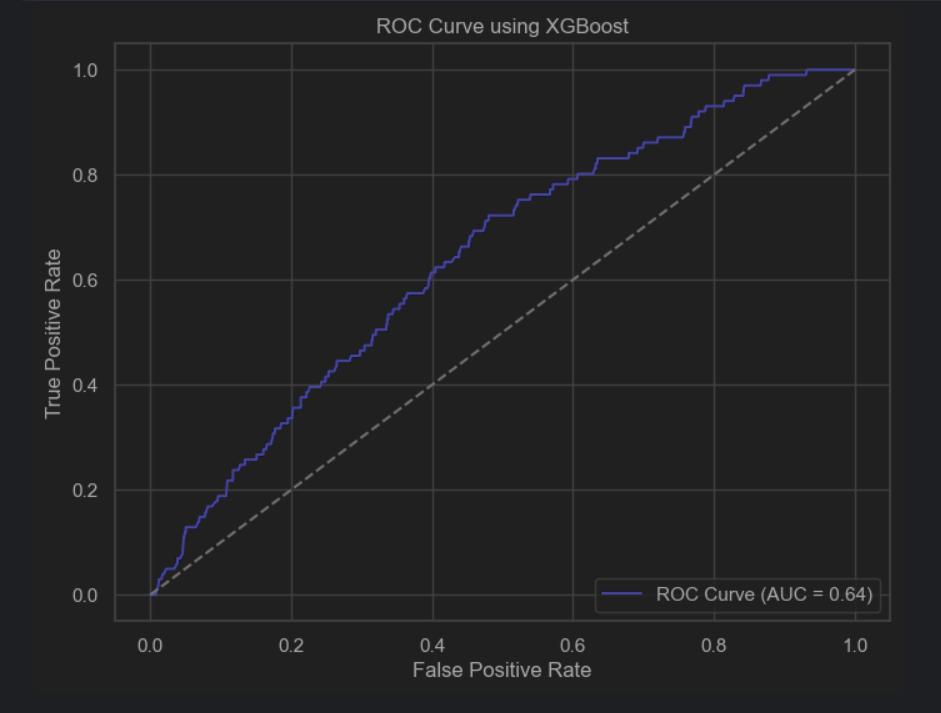 ROC Curve using XGBoost
True Positive Rate
1.0
0.8
0.6
0.4
0.2
0.0
ROC Curve (AUC = 0.64)
0.0 0.2 0.4 0.6 0.8 1.0
False Positive Rate